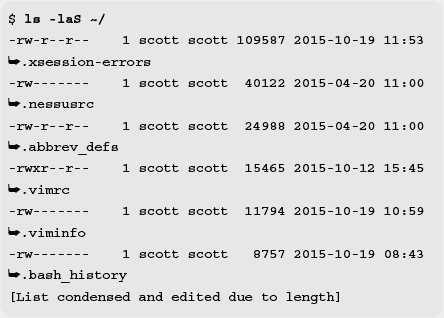 $ ls -laS ~/
-rw-r--r-- 1 scott scott 109587 2015-10-19 11:53
➥.xsession-errors
-rw------- 1 scott scott 40122 2015-04-20 11:00
➥.nessusrc
-rw-r--r-- 1 scott scott 24988 2015-04-20 11:00
➥.abbrev_defs
-rwxr--r-- 1 scott scott 15465 2015-10-12 15:45
➥.vimrc
-rw------- 1 scott scott 11794 2015-10-19 10:59
➥.viminfo
-rw------- 1 scott scott 8757 2015-10-19 08:43
➥.bash_history
[List condensed and edited due to length]